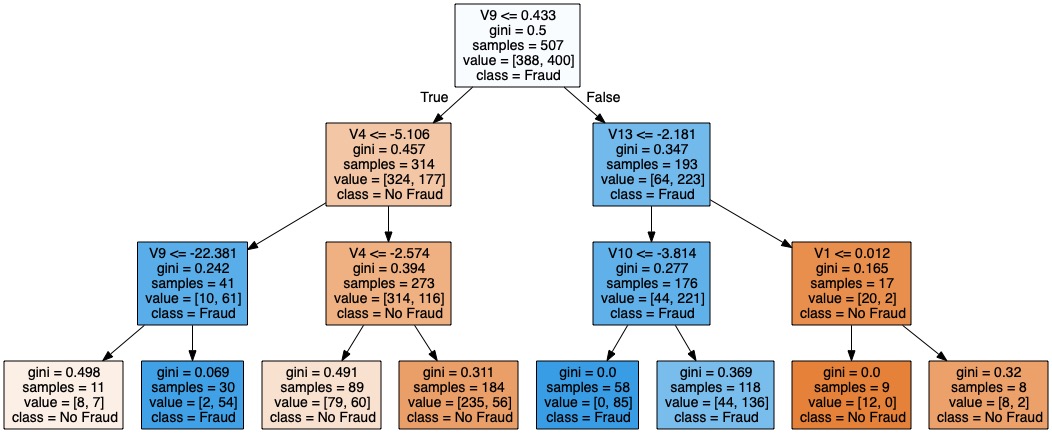 V9 <= 0.433
gini = 0.5
samples = 507
value = [388, 400]
class = Fraud
True
False
V4 <= -5.106
gini = 0.457
samples = 314
value = [324, 177]
class = No Fraud
V13 <= -2.181
gini = 0.347
samples = 193
value = [64, 223]
class = Fraud
V9 <= -22.381
gini = 0.242
samples = 41
value = [10, 61]
class = Fraud
V4 <= -2.574
gini = 0.394
samples = 273
value = [314, 116]
class = No Fraud
V10 <= -3.814
gini = 0.277
samples = 176
value = [44, 221]
class = Fraud
V1 <= 0.012
gini = 0.165
samples = 17
value = [20, 2]
class = No Fraud
gini = 0.498
samples = 11
value = [8, 7]
class = No Fraud
gini = 0.069
samples = 30
value = [2, 54]
class = Fraud
gini = 0.491
samples = 89
value = [79, 60]
class = No Fraud
gini = 0.311
samples = 184
value = [235, 56]
class = No Fraud
gini = 0.0
samples = 58
value = [0, 85]
class = Fraud
gini = 0.369
samples = 118
value = [44, 136]
class = Fraud
gini = 0.0
samples = 9
value = [12, 0]
class = No Fraud
gini = 0.32
samples = 8
value = [8, 2]
class = No Fraud